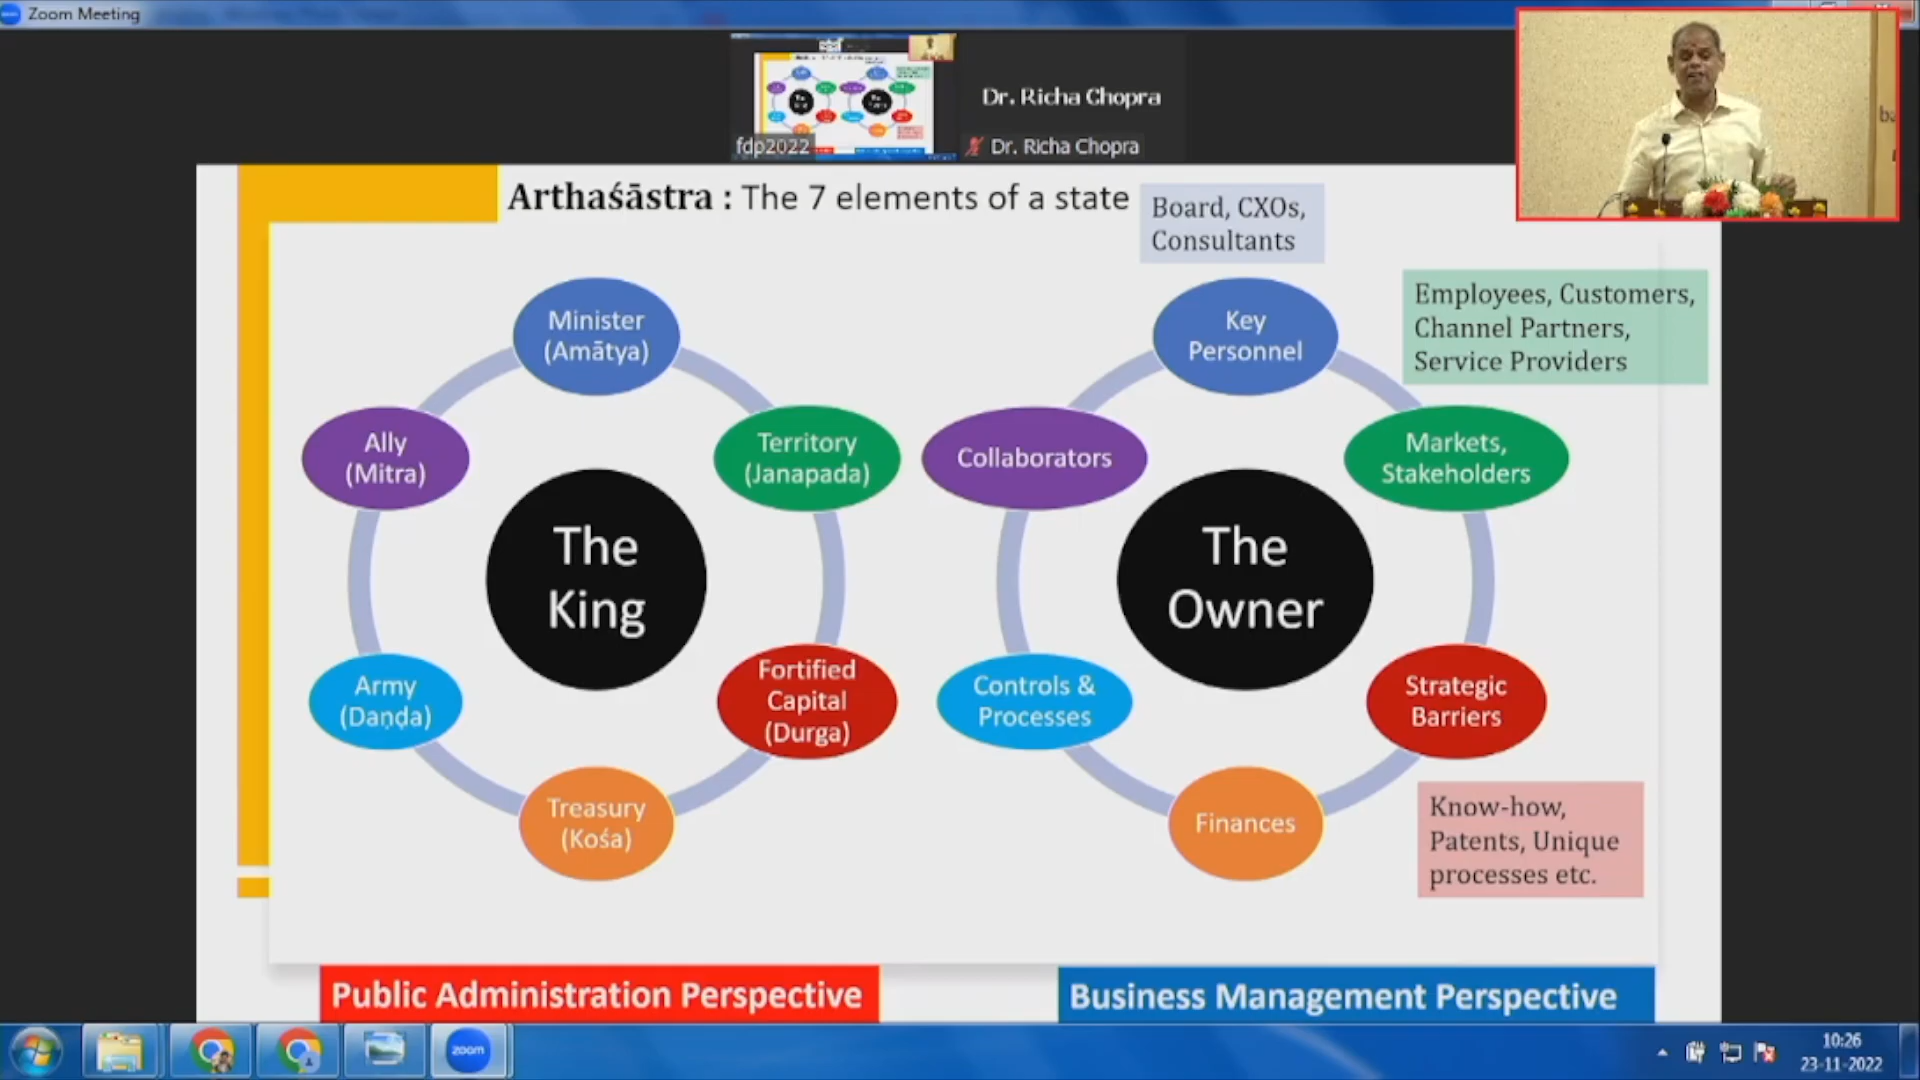 Zoom Meeting
fdp2022
Dr. Richa Chopra
Dr. Richa Chopra
Arthaśāstra : The 7 elements of a state
Board, CXOs,
Consultants
Employees, Customers,
Channel Partners,
Service Providers
Minister
(Amātya)
Ally
(Mitra)
Territory
(Janapada)
The
King
Army
(Daṇḍa)
Fortified
Capital
(Durga)
Treasury
(Kośa)
Key
Personnel
Collaborators
Markets,
Stakeholders
The
Owner
Controls &
Processes
Strategic
Barriers
Finances
Know-how,
Patents, Unique
processes etc.
Public Administration Perspective
Business Management Perspective
zoom
10:26
23-11-2022